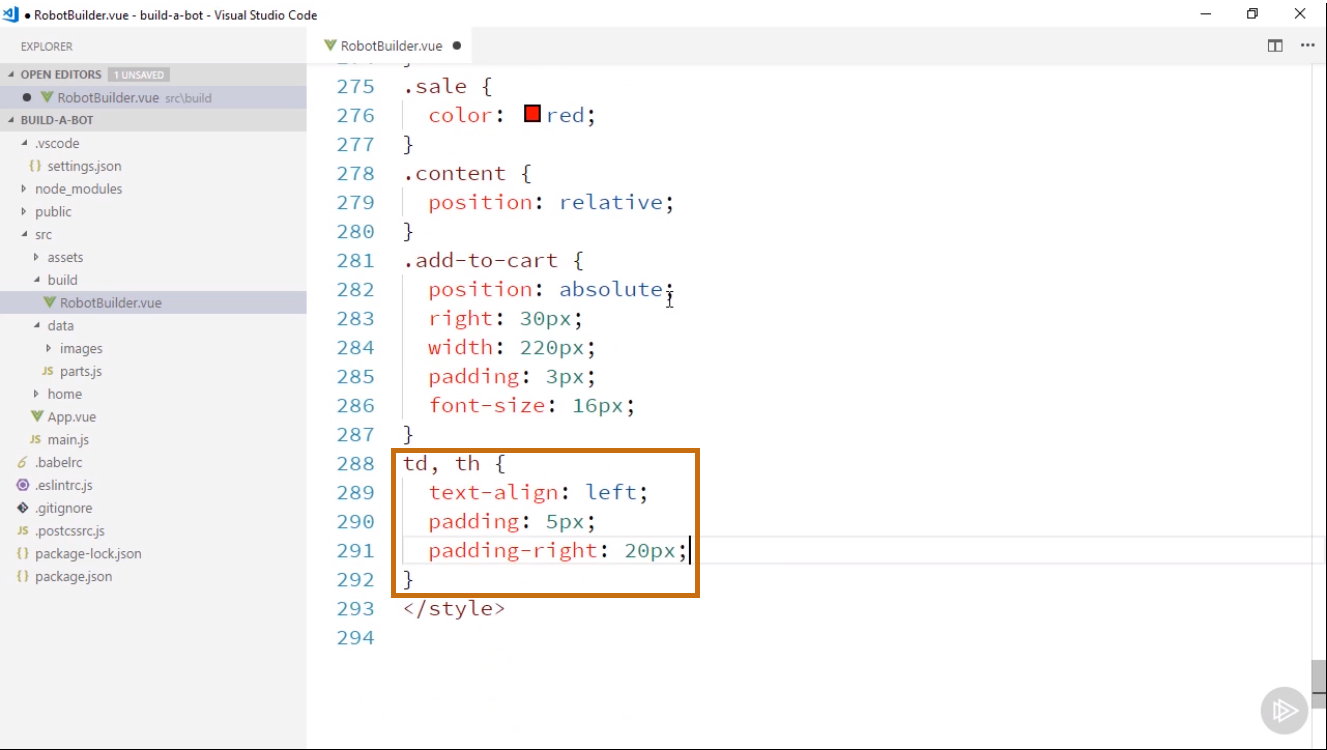 ● RobotBuilder.vue - build-a-bot - Visual Studio Code
EXPLORER
OPEN EDITORS 1 UNSAVED
RobotBuilder.vue src\build
BUILD-A-BOT
.vscode
{} settings.json
node_modules
public
src
assets
build
RobotBuilder.vue
data
images
JS parts.js
home
App.vue
JS main.js
.babelrc
.eslintrc.js
.gitignore
JS .postcssrc.js
{} package-lock.json
{} package.json
RobotBuilder.vue ●
275 .sale {
276 color: red;
277 }
278 .content {
279 position: relative;
280 }
281 .add-to-cart {
282 position: absolute;
283 right: 30px;
284 width: 220px;
285 padding: 3px;
286 font-size: 16px;
287 }
288 td, th {
289 text-align: left;
290 padding: 5px;
291 padding-right: 20px;
292 }
293 </style>
294